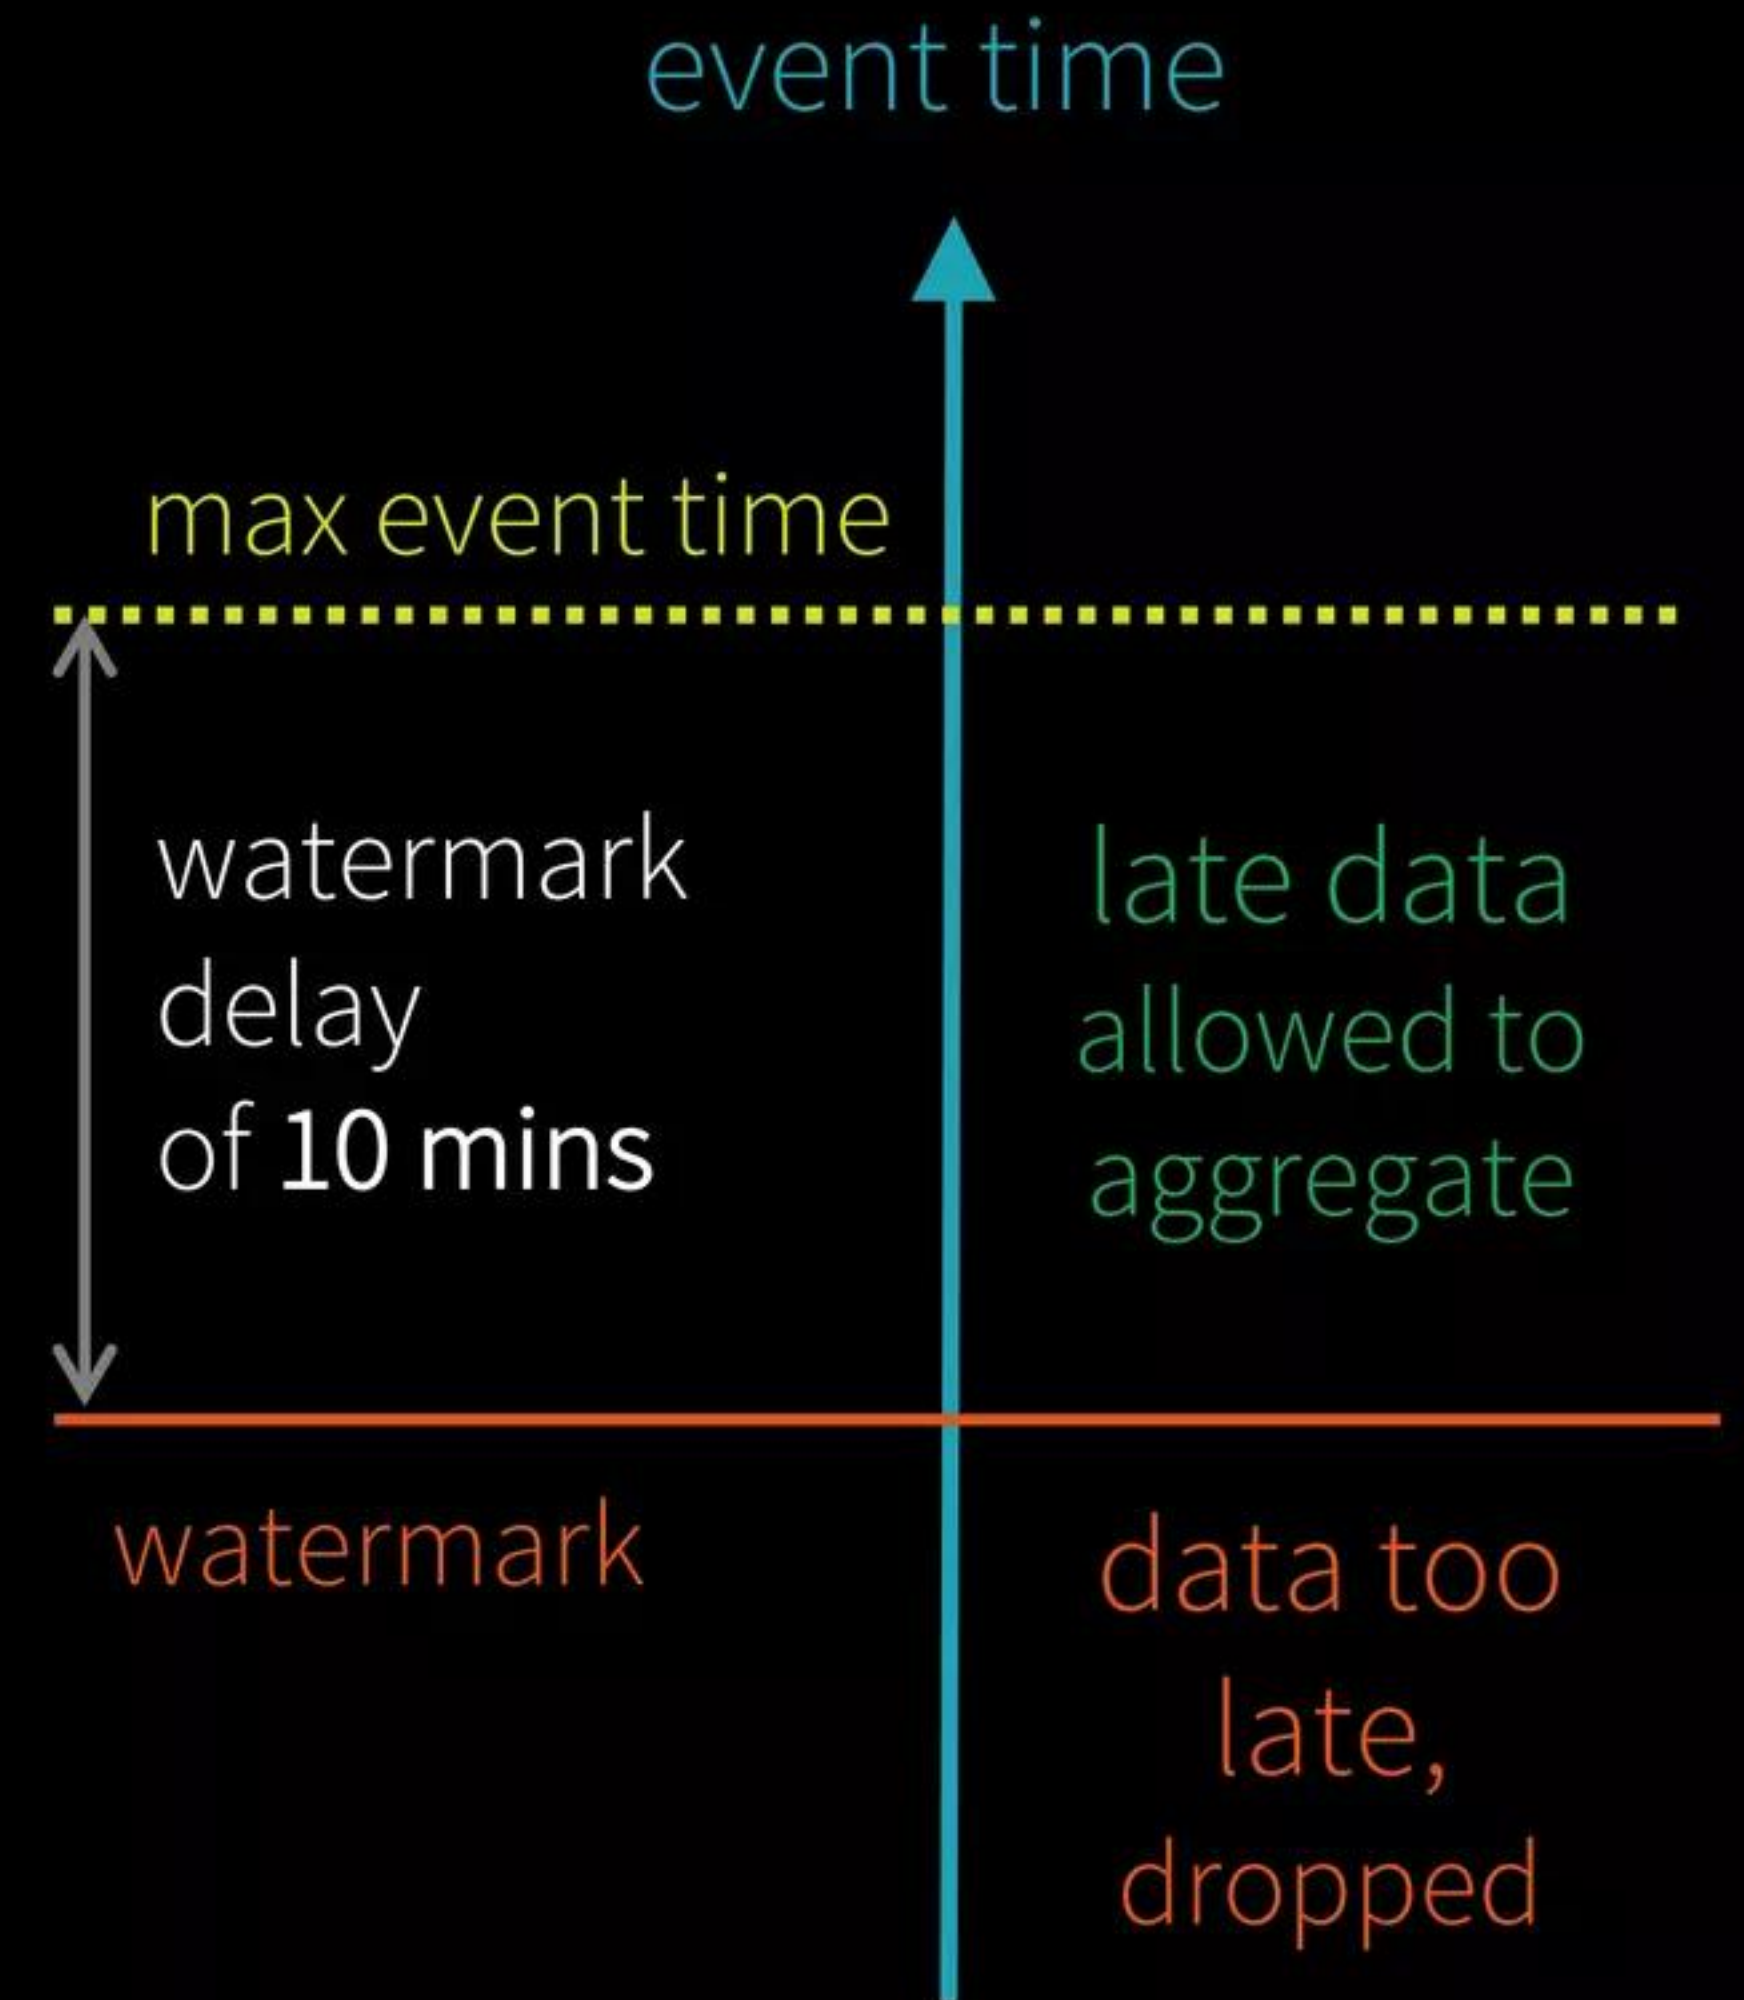 event time
max event time
watermark
delay
of 10 mins
late data
allowed to
aggregate
watermark
data too
late,
dropped